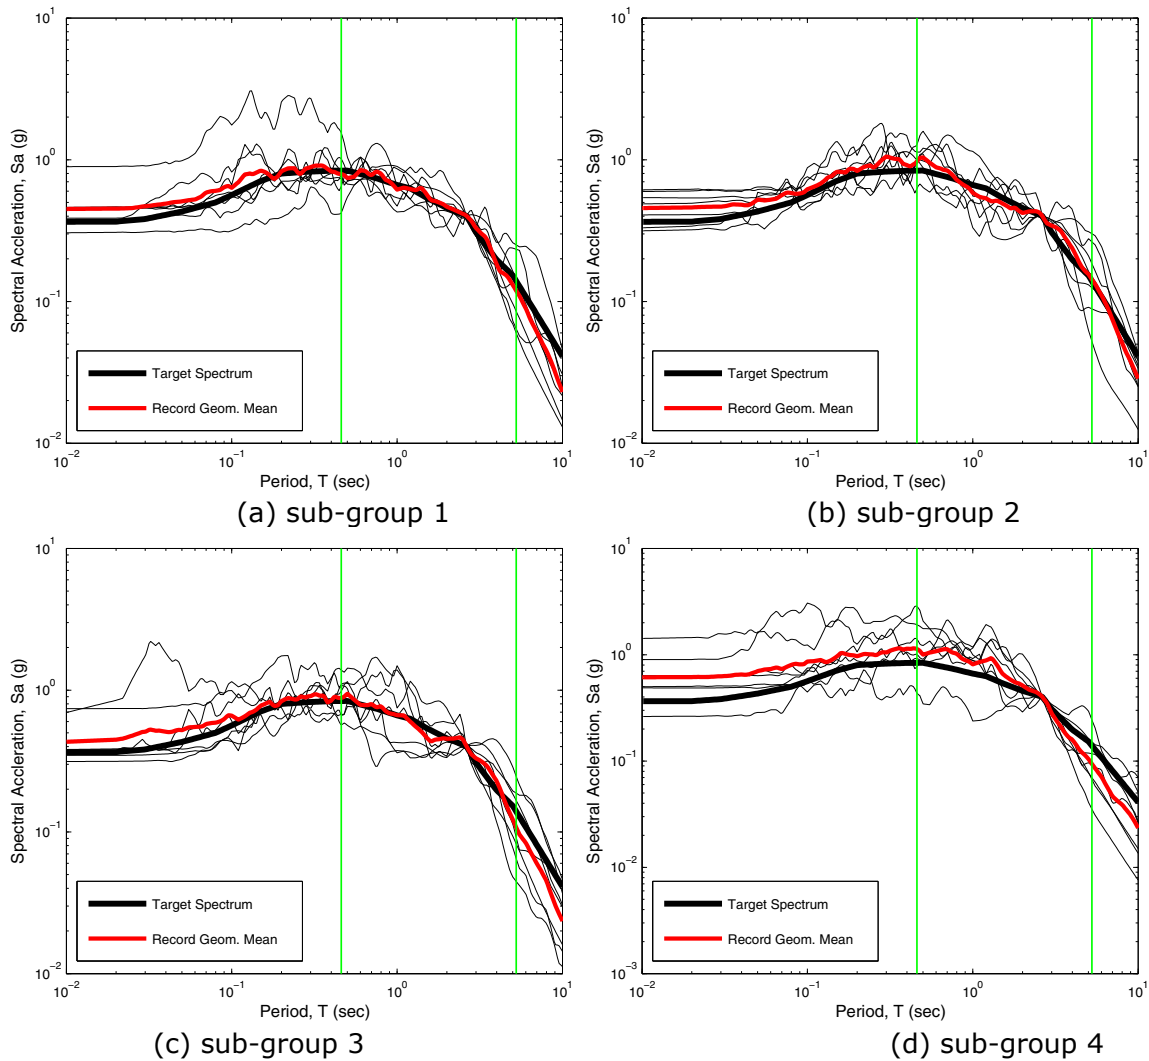 Spectral Accleration, Sa (g)
10^1
10^0
10^-1
10^-2
Target Spectrum
Record Geom. Mean
10^-2 10^-1 10^0 10^1
Period, T (sec)
(a) sub-group 1
Spectral Accleration, Sa (g)
10^1
10^0
10^-1
10^-2
Target Spectrum
Record Geom. Mean
10^-2 10^-1 10^0 10^1
Period, T (sec)
(b) sub-group 2
Spectral Accleration, Sa (g)
10^1
10^0
10^-1
10^-2
Target Spectrum
Record Geom. Mean
10^-2 10^-1 10^0 10^1
Period, T (sec)
(c) sub-group 3
Spectral Accleration, Sa (g)
10^1
10^0
10^-1
10^-2
10^-3
Target Spectrum
Record Geom. Mean
10^-2 10^-1 10^0 10^1
Period, T (sec)
(d) sub-group 4